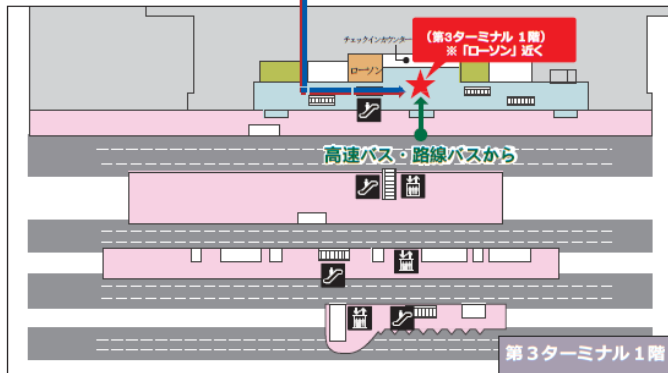 (第3ターミナル 1階)
※「ローソン」近く
チェックインカウンター
ローソン
高速バス・路線バスから
第3ターミナル1階